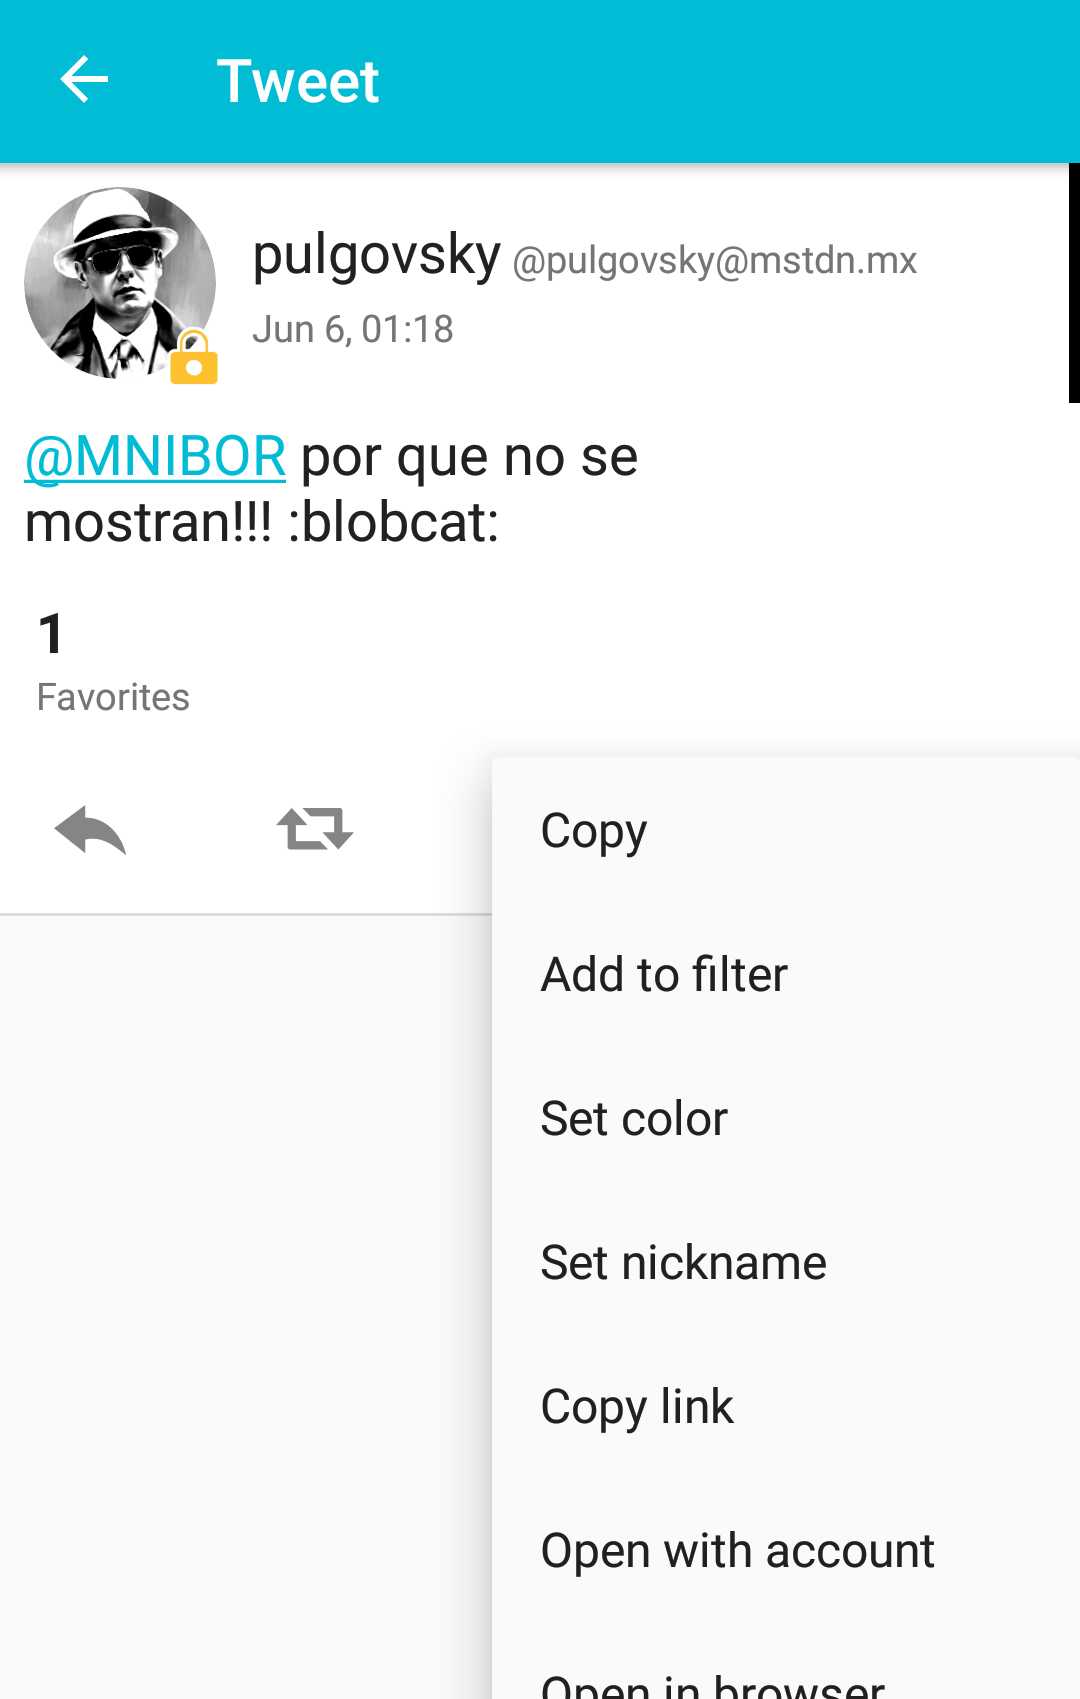 Tweet
pulgovsky @pulgovsky@mstdn.mx
Jun 6, 01:18
@MNIBOR por que no se
mostran!!! :blobcat:
1
Favorites
Copy
Add to filter
Set color
Set nickname
Copy link
Open with account
Open in browser